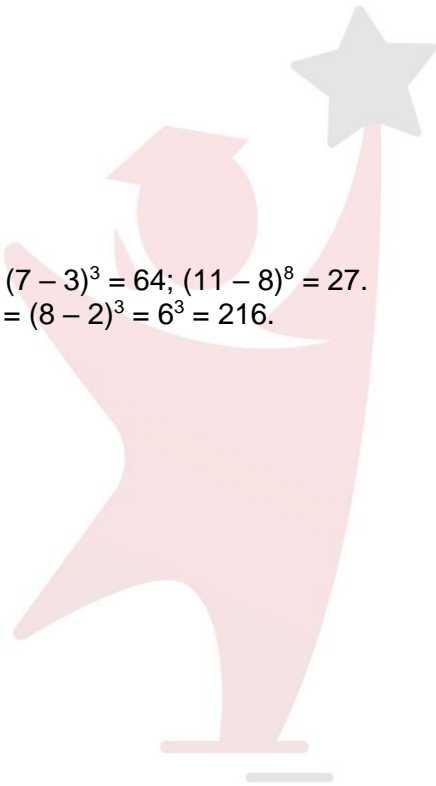 (7 – 3)³ = 64; (11 – 8)⁸ = 27.
= (8 – 2)³ = 6³ = 216.